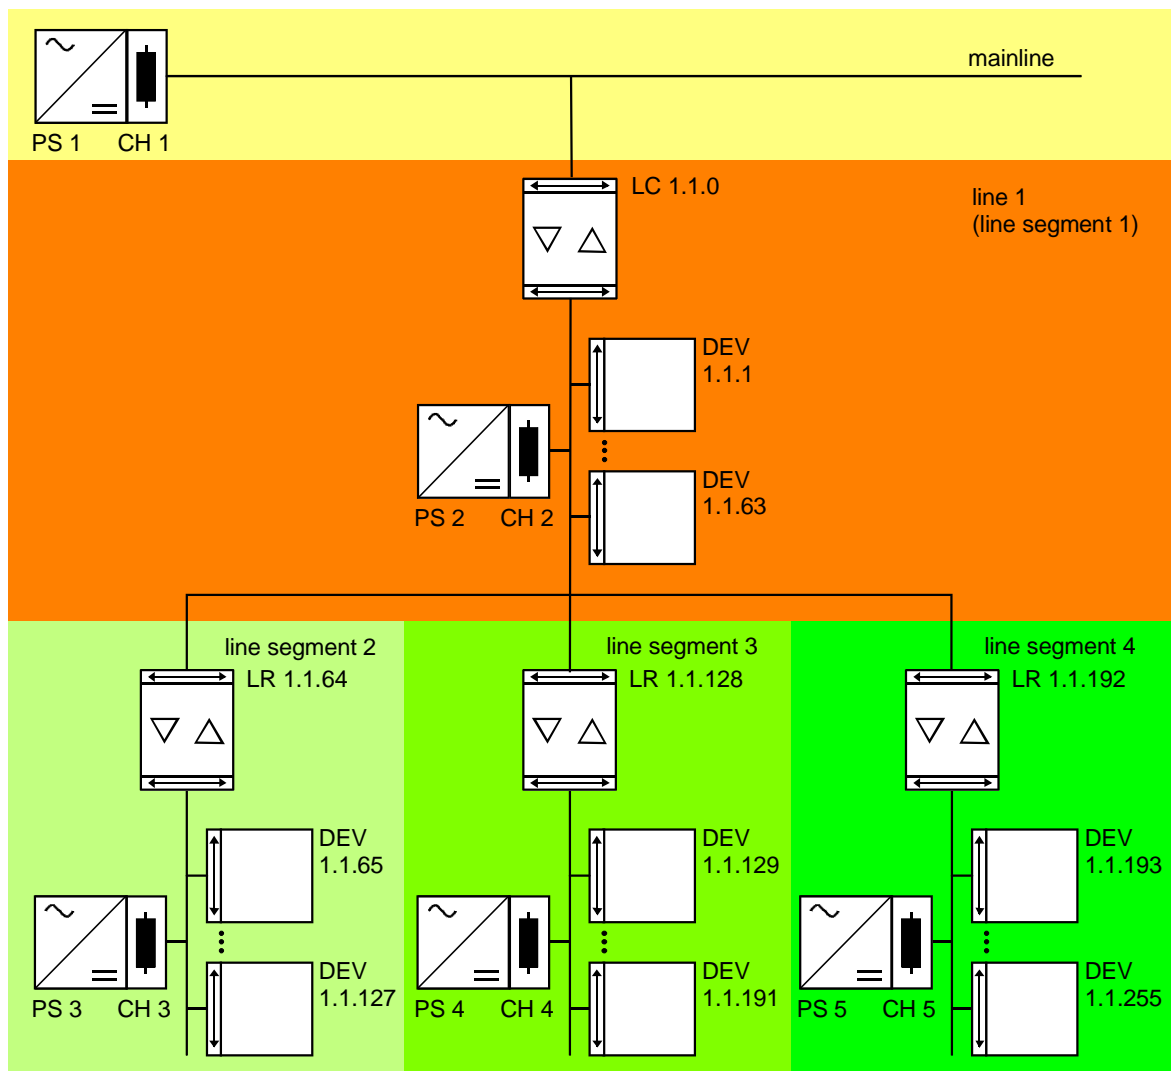 mainline
PS 1 CH 1
LC 1.1.0
line 1
(line segment 1)
DEV
1.1.1
DEV
1.1.63
PS 2 CH 2
line segment 2
LR 1.1.64
DEV
1.1.65
DEV
1.1.127
PS 3 CH 3
line segment 3
LR 1.1.128
DEV
1.1.129
DEV
1.1.191
PS 4 CH 4
line segment 4
LR 1.1.192
DEV
1.1.193
DEV
1.1.255
PS 5 CH 5